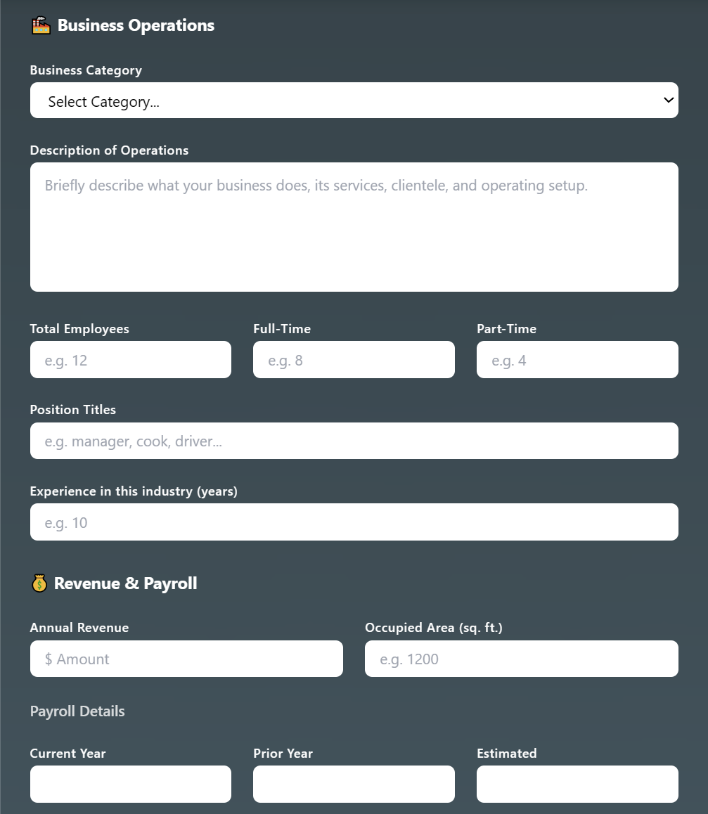 Business Operations
Business Category
Select Category...
Description of Operations
Briefly describe what your business does, its services, clientele, and operating setup.
Total Employees Full-Time Part-Time
e.g. 12 e.g. 8 e.g. 4
Position Titles
e.g. manager, cook, driver...
Experience in this industry (years)
e.g. 10
Revenue & Payroll
Annual Revenue Occupied Area (sq. ft.)
$ Amount e.g. 1200
Payroll Details
Current Year Prior Year Estimated